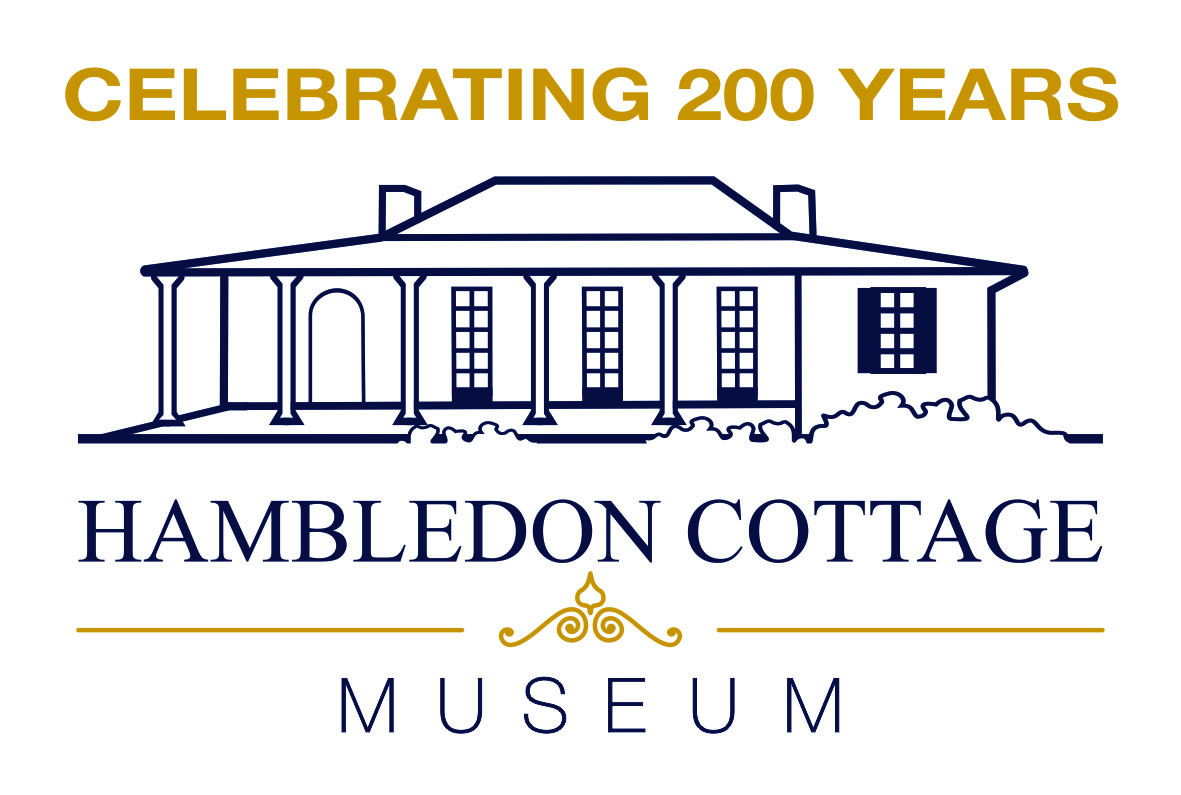 CELEBRATING 200 YEARS
HAMBLEDON COTTAGE
MUSEUM